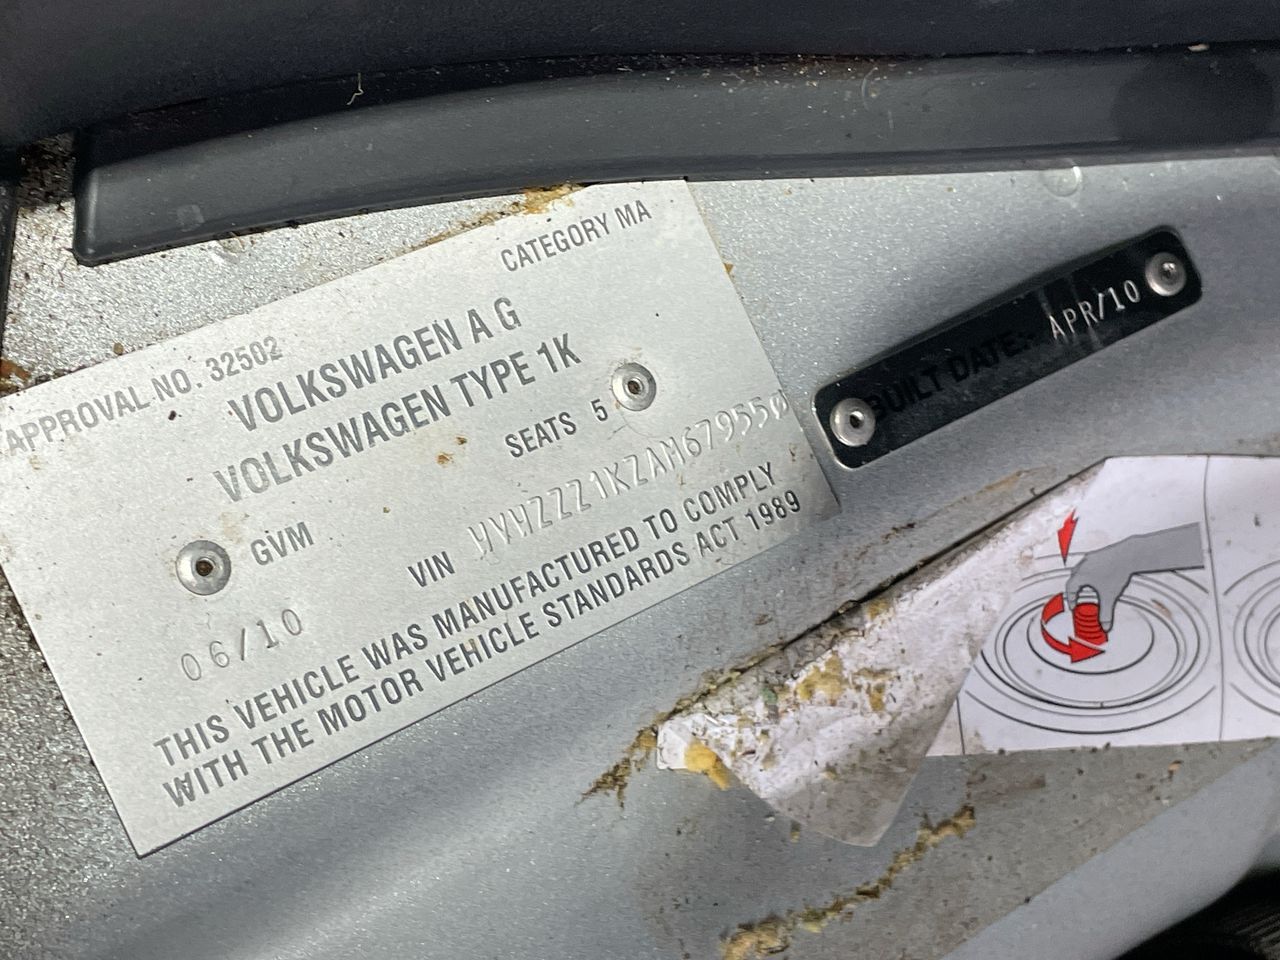 CATEGORY MA
APPROVAL NO. 32502
VOLKSWAGEN A G
VOLKSWAGEN TYPE 1K
SEATS 5
GVM
VIN WVWZZZ1KZAM679550
06/10
THIS VEHICLE WAS MANUFACTURED TO COMPLY
WITH THE MOTOR VEHICLE STANDARDS ACT 1989
BUILT DATE:- APR/10